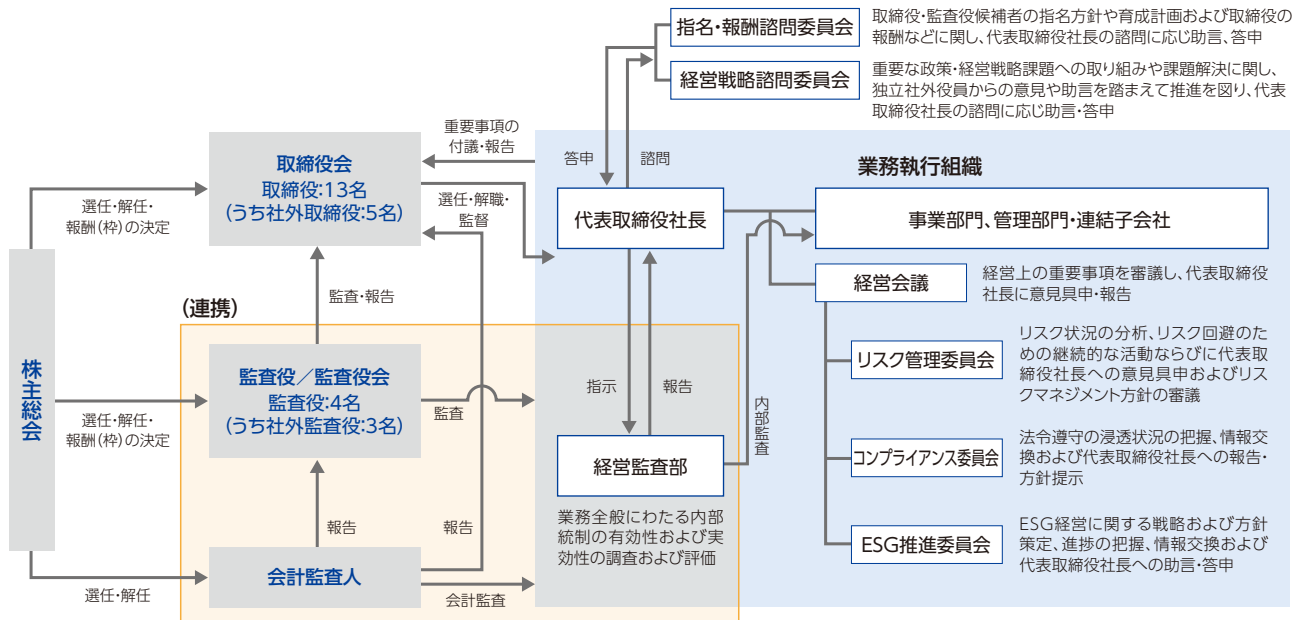 指名・報酬諮問委員会
取締役・監査役候補者の指名方針や育成計画および取締役の
報酬などに関し、代表取締役社長の諮問に応じ助言、答申
経営戦略諮問委員会
重要な政策・経営戦略課題への取り組みや課題解決に関し、
独立社外役員からの意見や助言を踏まえて推進を図り、代表
取締役社長の諮問に応じ助言・答申
重要事項の
付議・報告
答申
諮問
業務執行組織
取締役会
取締役:13名
(うち社外取締役:5名)
選任・解任・
報酬(枠)の決定
選任・解職・
監督
代表取締役社長
事業部門、管理部門・連結子会社
経営会議
経営上の重要事項を審議し、代表取締役
社長に意見具申・報告
監査・報告
(連携)
株主総会
監査役/監査役会
監査役:4名
(うち社外監査役:3名)
選任・解任・
報酬(枠)の決定
監査
指示
報告
内部監査
リスク管理委員会
リスク状況の分析、リスク回避のた
めの継続的な活動ならびに代表取
締役社長への意見具申およびリス
クマネジメント方針の審議
経営監査部
業務全般にわたる内部
統制の有効性および実
効性の調査および評価
コンプライアンス委員会
法令遵守の浸透状況の把握、情報交
換および代表取締役社長への報告・
方針提示
報告
報告
会計監査人
選任・解任
会計監査
ESG推進委員会
ESG経営に関する戦略および方針
策定、進捗の把握、情報交換および
代表取締役社長への助言・答申